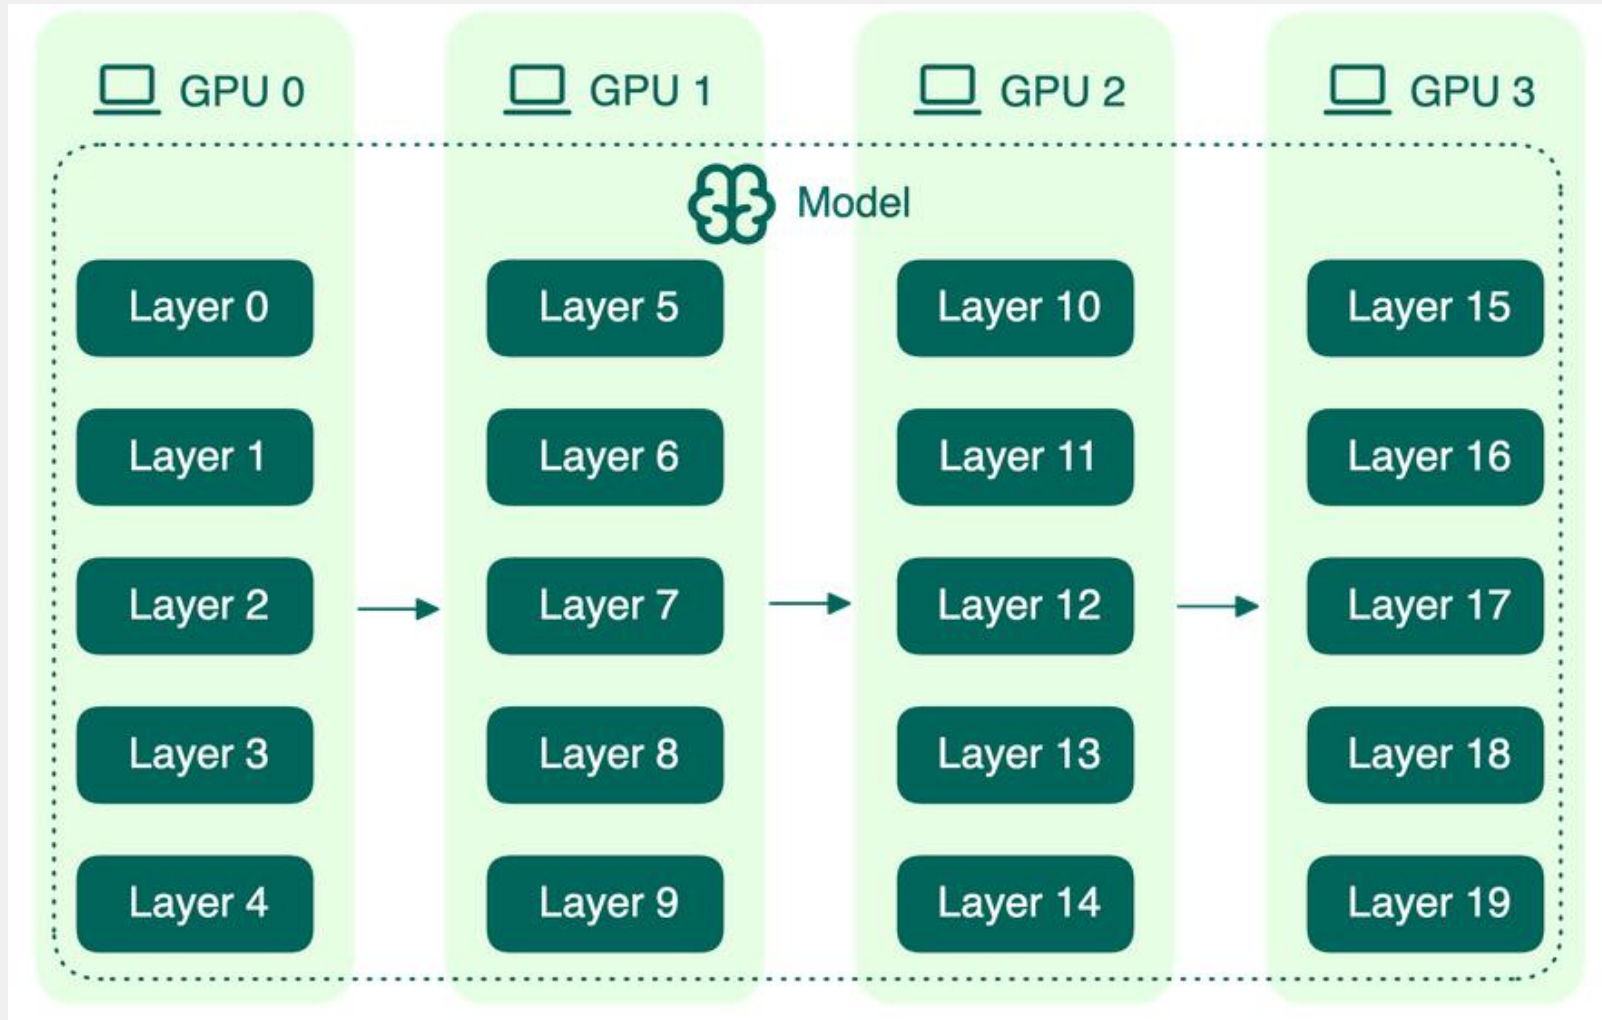 GPU 0
GPU 1
GPU 2
GPU 3
Model
Layer 0
Layer 5
Layer 10
Layer 15
Layer 1
Layer 6
Layer 11
Layer 16
Layer 2
Layer 7
Layer 12
Layer 17
Layer 3
Layer 8
Layer 13
Layer 18
Layer 4
Layer 9
Layer 14
Layer 19